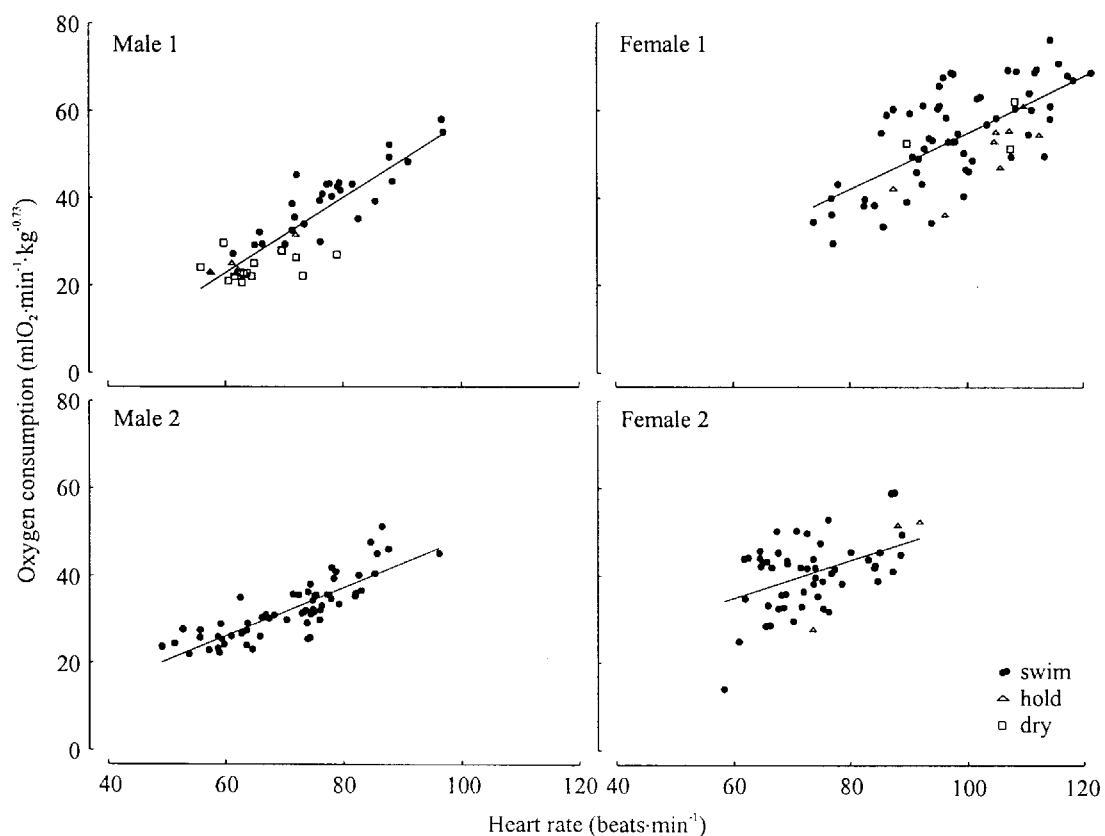 80
Male 1
Female 1
60
40
20
0
80
Male 2
Female 2
60
40
20
0
swim
hold
dry
40
60
80
100
40
60
80
100
120
Oxygen consumption (mlO₂·min⁻¹·kg⁻⁰·⁷³)
Heart rate (beats·min⁻¹)